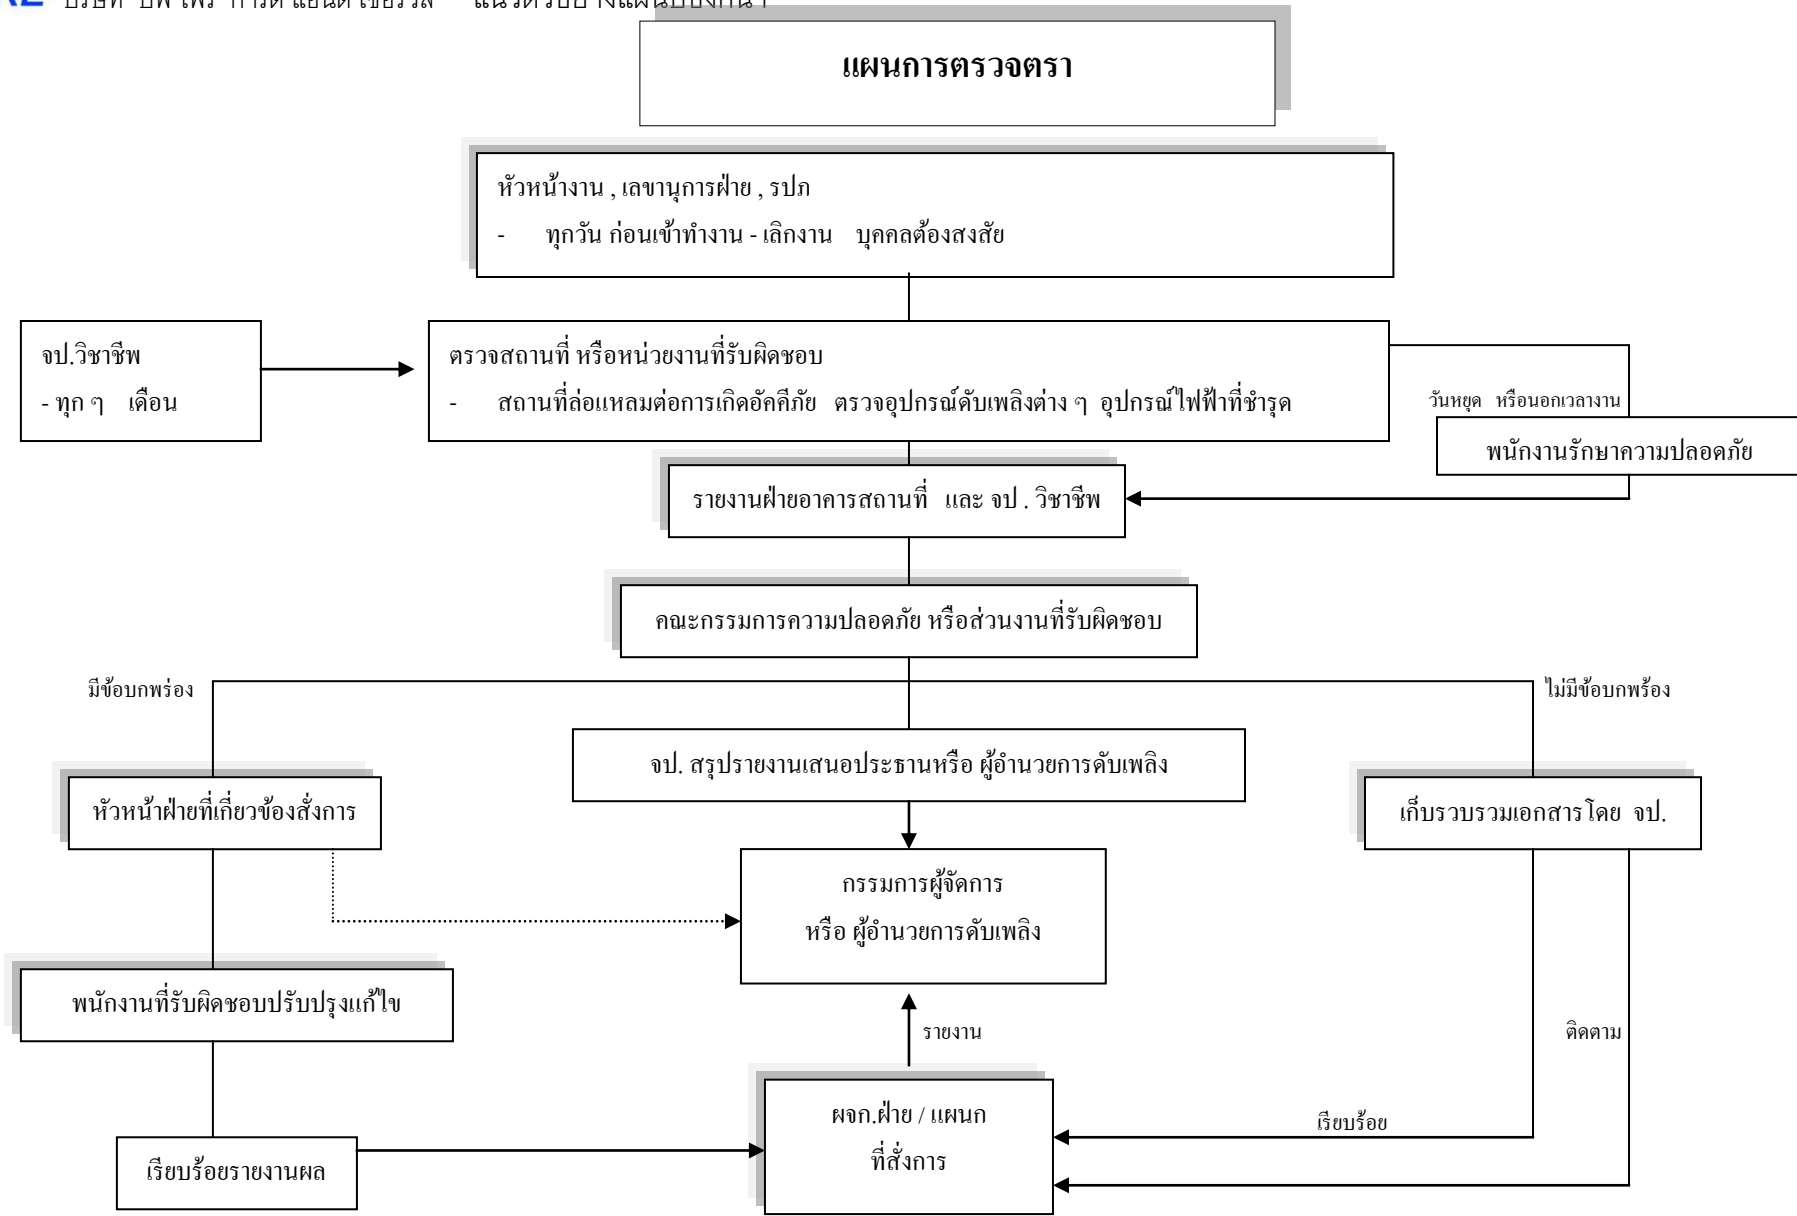 แผนการตรวจตรา
หัวหน้างาน , เลขานุการฝ่าย , รปภ
- ทุกวัน ก่อนเข้าทำงาน - เลิกงาน บุคคลต้องสงสัย
จป.วิชาชีพ
- ทุก ๆ เดือน
ตรวจสถานที่ หรือหน่วยงานที่รับผิดชอบ
- สถานที่ล่อแหลมต่อการเกิดอัคคีภัย ตรวจอุปกรณ์ดับเพลิงต่าง ๆ อุปกรณ์ไฟฟ้าที่ชำรุด
วันหยุด หรือนอกเวลางาน
พนักงานรักษาความปลอดภัย
รายงานฝ่ายอาคารสถานที่ และ จป . วิชาชีพ
คณะกรรมการความปลอดภัย หรือส่วนงานที่รับผิดชอบ
มีข้อบกพร่อง
ไม่มีข้อบกพร้อง
จป. สรุปรายงานเสนอประธานหรือ ผู้อำนวยการดับเพลิง
หัวหน้าฝ่ายที่เกี่ยวข้องสั่งการ
เก็บรวบรวมเอกสารโดย จป.
กรรมการผู้จัดการ
หรือ ผู้อำนวยการดับเพลิง
พนักงานที่รับผิดชอบปรับปรุงแก้ไข
รายงาน
ติดตาม
ผจก.ฝ่าย / แผนก
ที่สั่งการ
เรียบร้อย
เรียบร้อยรายงานผล